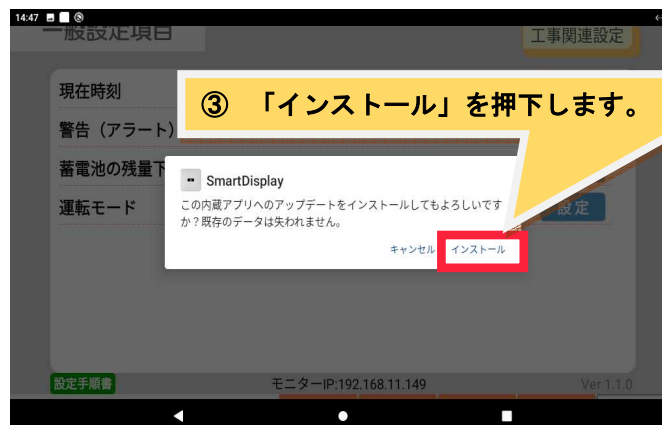 14:47
一般設定項目
工事関連設定
現在時刻
③ 「インストール」を押下します。
警告（アラート）
蓄電池の残量下
SmartDisplay
この内蔵アプリへのアップデートをインストールしてもよろしいです
か？既存のデータは失われません。
運転モード
設定
キャンセル インストール
設定手順書 モニターIP:192.168.11.149 Ver 1.1.0